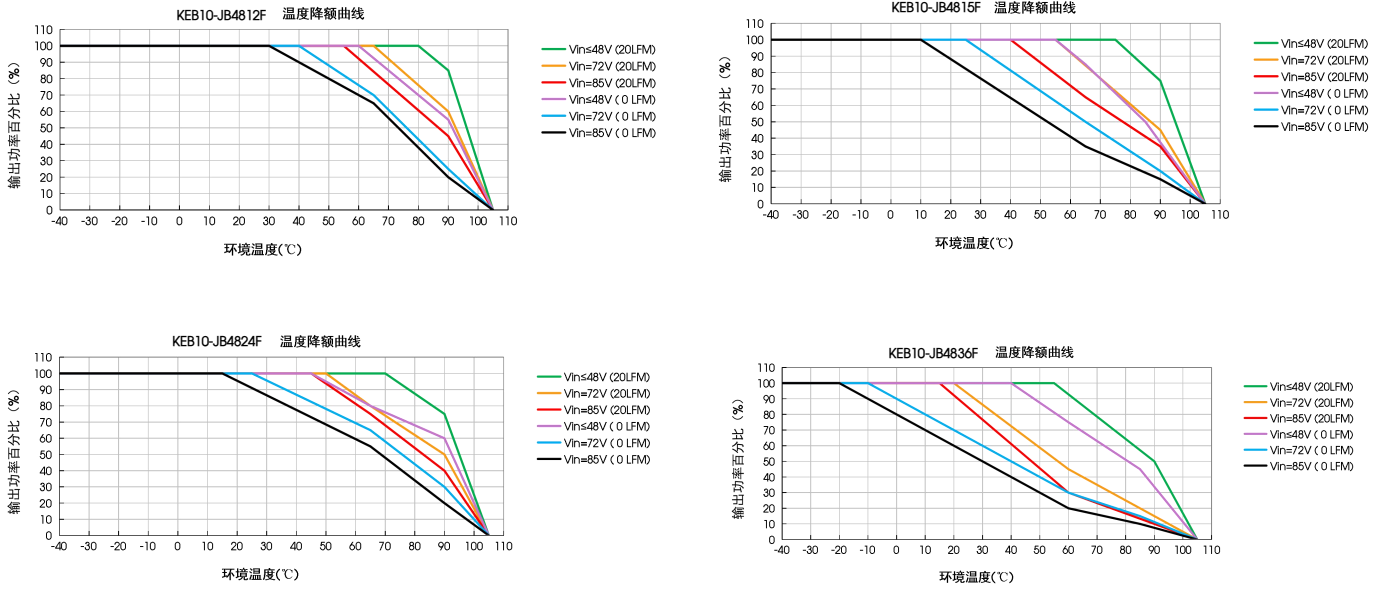 KEB10-JB4812F 温度降额曲线
输出功率百分比（%）
110
100
90
80
70
60
50
40
30
20
10
0
-40 -30 -20 -10 0 10 20 30 40 50 60 70 80 90 100 110
环境温度(℃)
Vin≤48V (20LFM)
Vin=72V (20LFM)
Vin=85V (20LFM)
Vin≤48V ( 0 LFM)
Vin=72V ( 0 LFM)
Vin=85V ( 0 LFM)
KEB10-JB4815F 温度降额曲线
输出功率百分比（%）
110
100
90
80
70
60
50
40
30
20
10
0
-40 -30 -20 -10 0 10 20 30 40 50 60 70 80 90 100 110
环境温度(℃)
Vin≤48V (20LFM)
Vin=72V (20LFM)
Vin=85V (20LFM)
Vin≤48V ( 0 LFM)
Vin=72V ( 0 LFM)
Vin=85V ( 0 LFM)
KEB10-JB4824F 温度降额曲线
输出功率百分比（%）
110
100
90
80
70
60
50
40
30
20
10
0
-40 -30 -20 -10 0 10 20 30 40 50 60 70 80 90 100 110
环境温度(℃)
Vin≤48V (20LFM)
Vin=72V (20LFM)
Vin=85V (20LFM)
Vin≤48V ( 0 LFM)
Vin=72V ( 0 LFM)
Vin=85V ( 0 LFM)
KEB10-JB4836F 温度降额曲线
输出功率百分比（%）
110
100
90
80
70
60
50
40
30
20
10
0
-40 -30 -20 -10 0 10 20 30 40 50 60 70 80 90 100 110
环境温度(℃)
Vin≤48V (20LFM)
Vin=72V (20LFM)
Vin=85V (20LFM)
Vin≤48V ( 0 LFM)
Vin=72V ( 0 LFM)
Vin=85V ( 0 LFM)